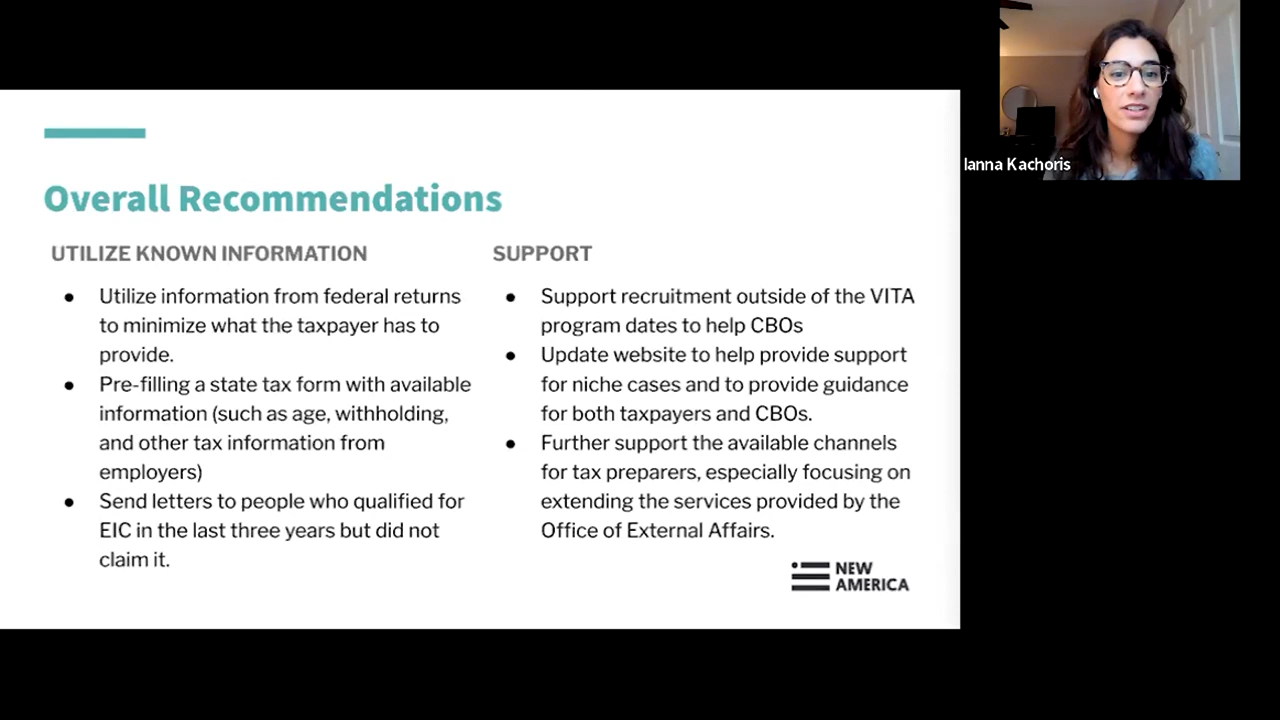 Overall Recommendations
UTILIZE KNOWN INFORMATION
● Utilize information from federal returns
to minimize what the taxpayer has to
provide.
● Pre-filling a state tax form with available
information (such as age, withholding,
and other tax information from
employers)
● Send letters to people who qualified for
EIC in the last three years but did not
claim it.
SUPPORT
● Support recruitment outside of the VITA
program dates to help CBOs
● Update website to help provide support
for niche cases and to provide guidance
for both taxpayers and CBOs.
● Further support the available channels
for tax preparers, especially focusing on
extending the services provided by the
Office of External Affairs.
NEW
AMERICA
Ianna Kachoris